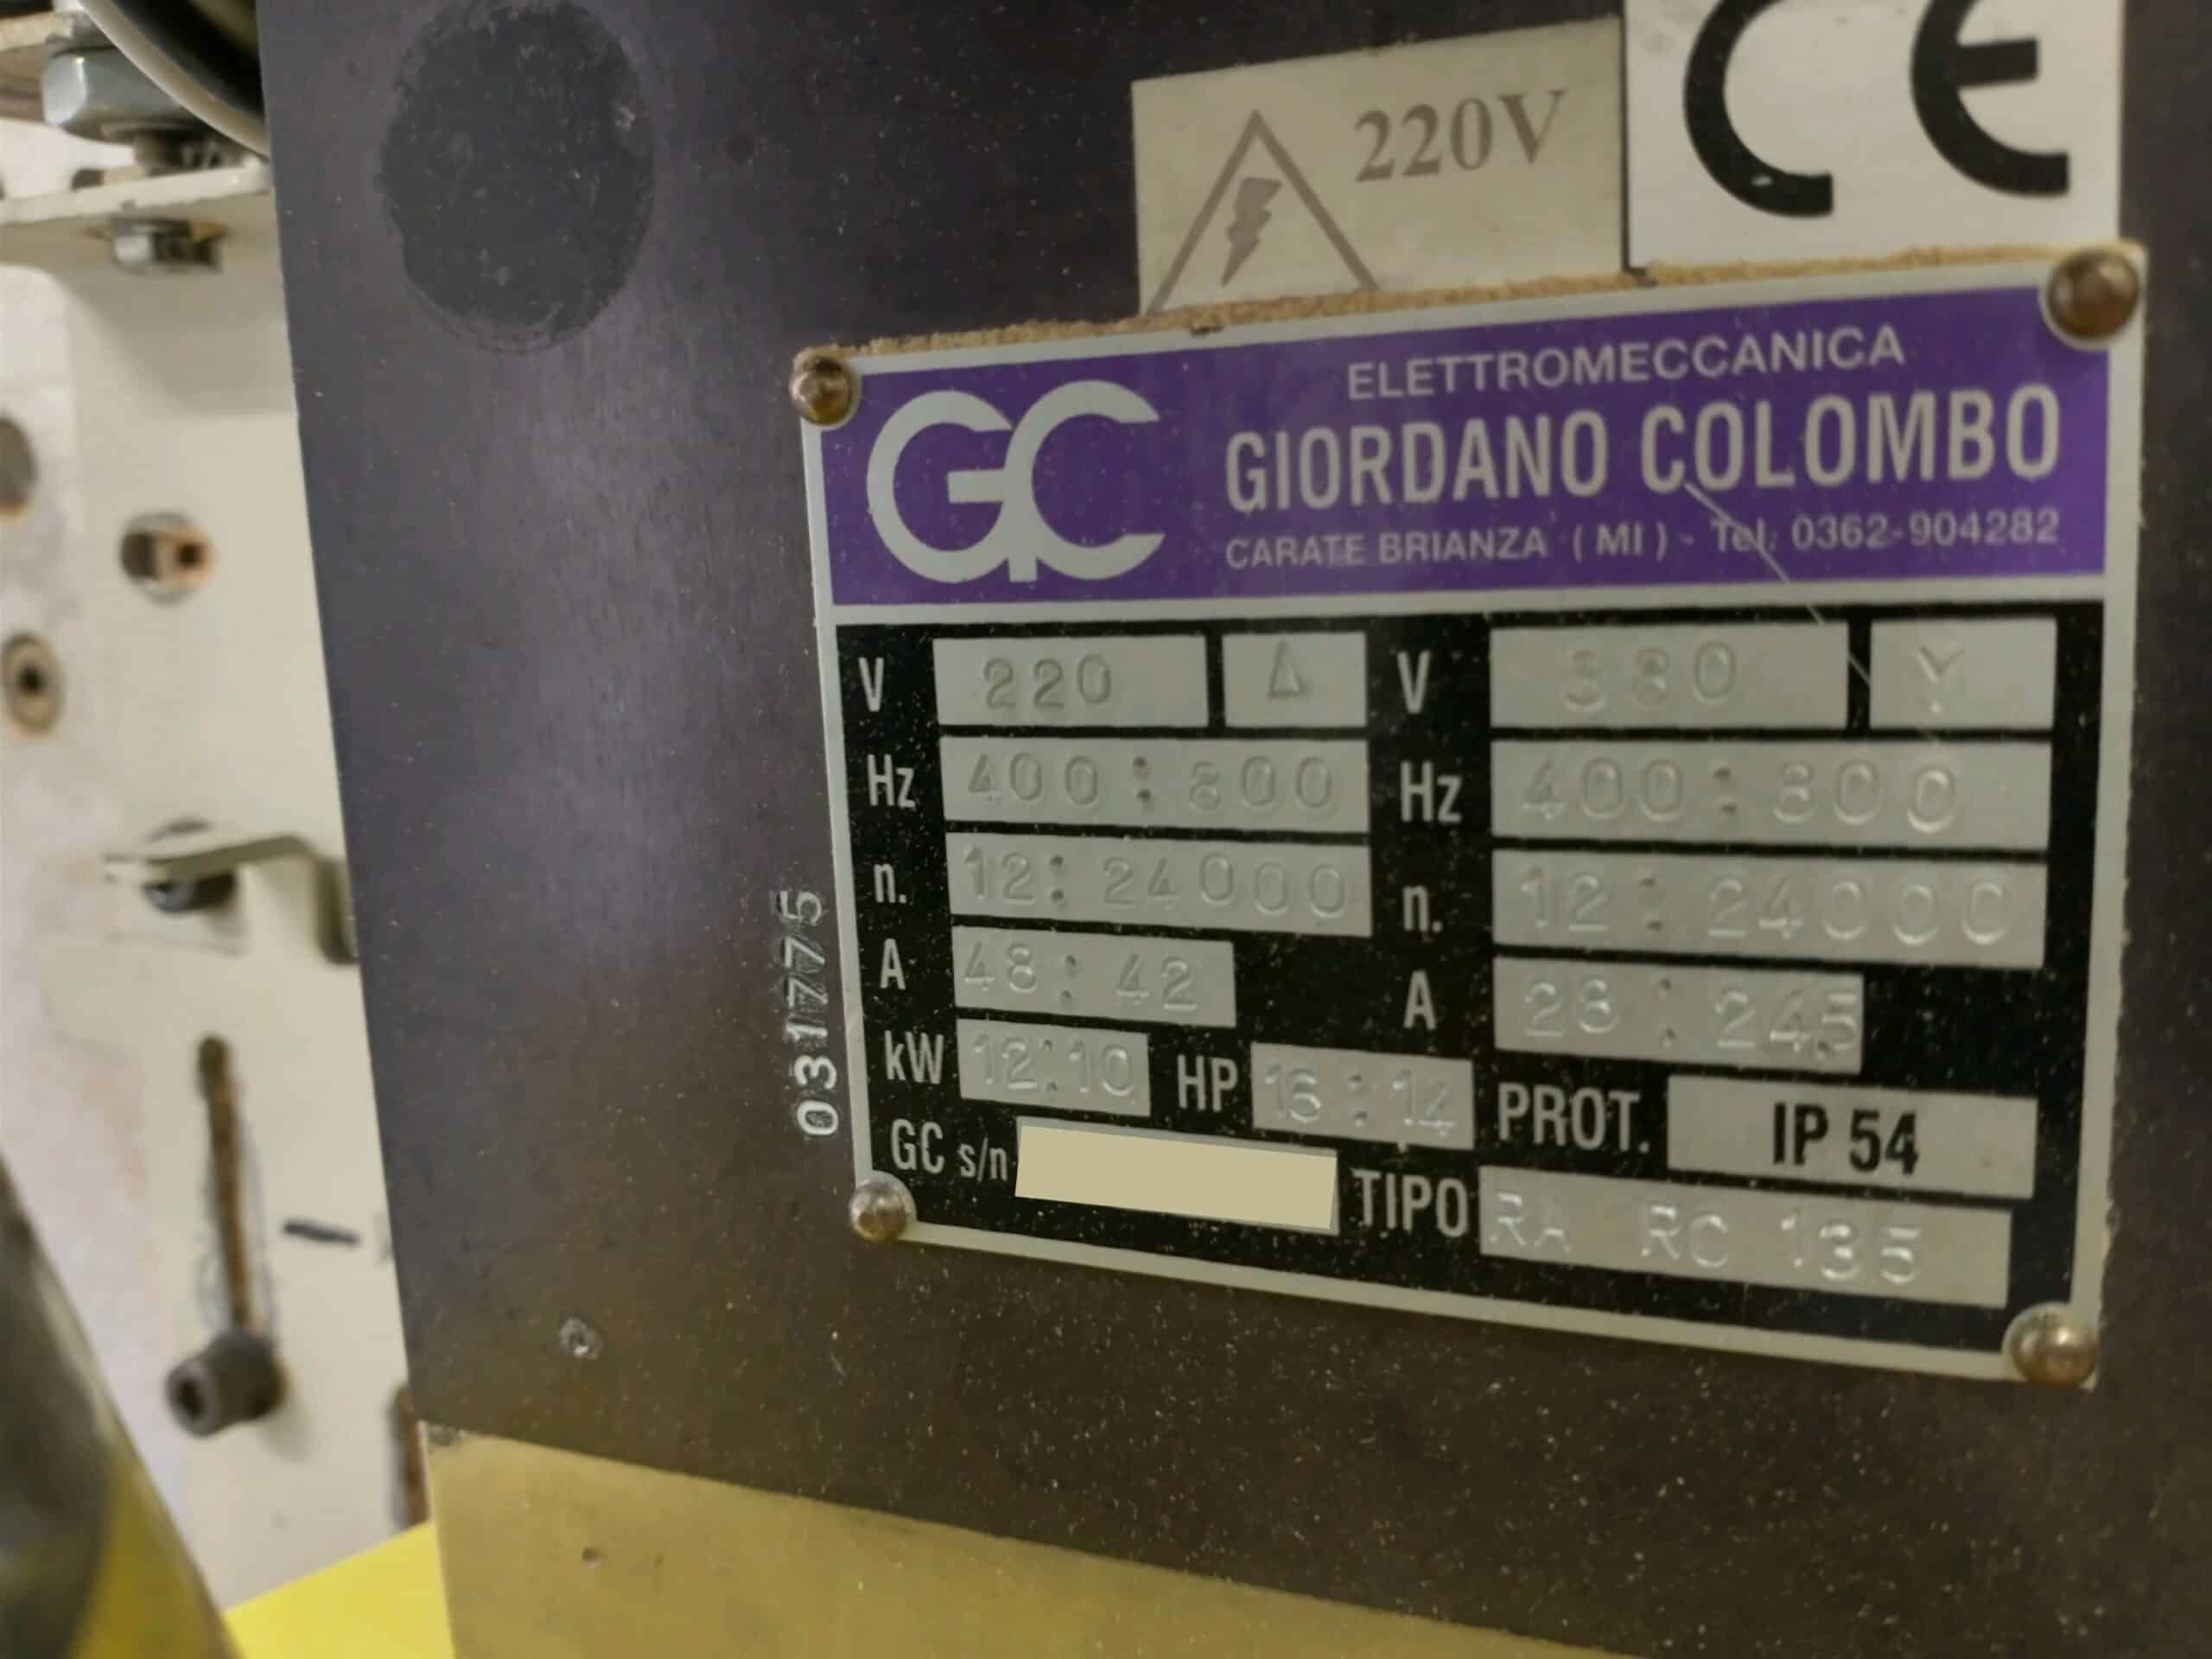 220V
CE
GC
ELETTROMECCANICA
GIORDANO COLOMBO
CARATE BRIANZA (MI) - Tel. 0362-904282
V 220 Δ V 380 Y
Hz 400:800 Hz 400:800
n. 12:24000 n. 12:24000
A 48:42 A 28:24.5
kW 12:10 HP 16:14 PROT. IP 54
GC s/n TIPO RA RC 135
031775